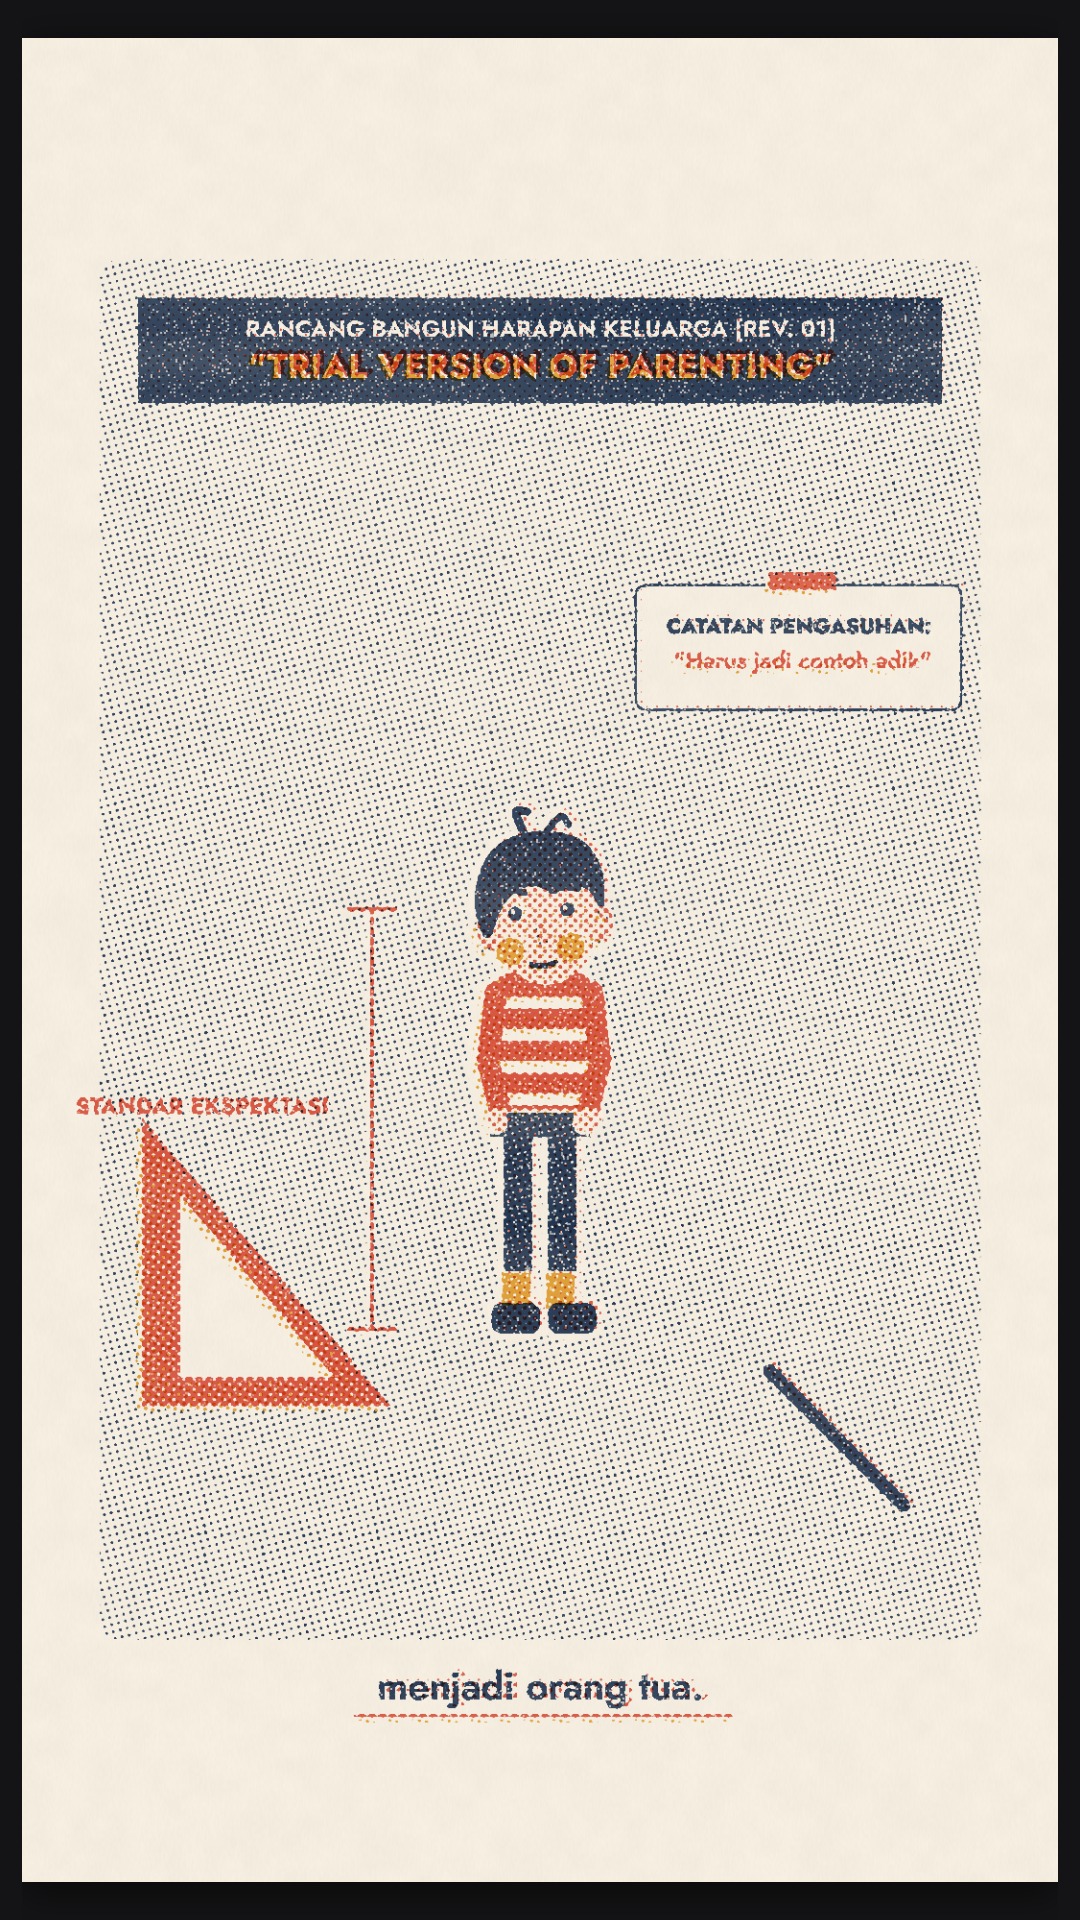 RANCANG BANGUN HARAPAN KELUARGA [REV. 01]
"TRIAL VERSION OF PARENTING"
CATATAN PENGASUHAN:
"Harus jadi contoh adik"
STANDAR EKSPEKTASI
menjadi orang tua.